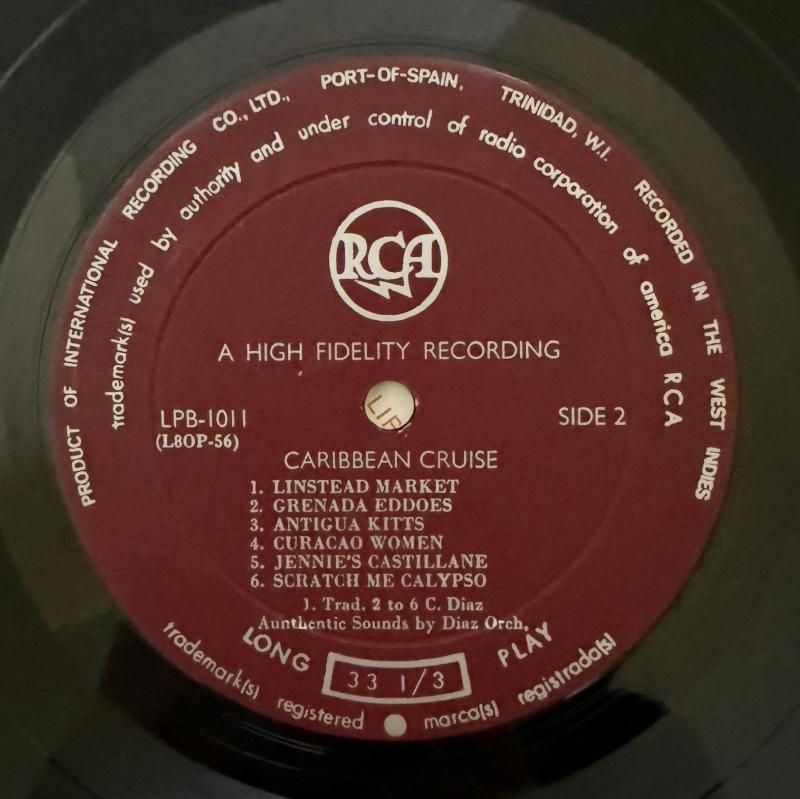 PRODUCT OF INTERNATIONAL RECORDING CO., LTD., PORT-OF-SPAIN, TRINIDAD, W.I. RECORDED IN THE WEST INDIES
trademark(s) used by authority and under control of radio corporation of america RCA
RCA
A HIGH FIDELITY RECORDING
LPB-1011
SIDE 2
(L8OP-56)
CARIBBEAN CRUISE
1. LINSTEAD MARKET
2. GRENADA EDDOES
3. ANTIGUA KITTS
4. CURACAO WOMEN
5. JENNIE'S CASTILLANE
6. SCRATCH ME CALYPSO
1. Trad. 2 to 6 C. Diaz
Aunthentic Sounds by Diaz Orch.
LONG 33 1/3 PLAY
trademark(s) registered marca(s) registrada(s)